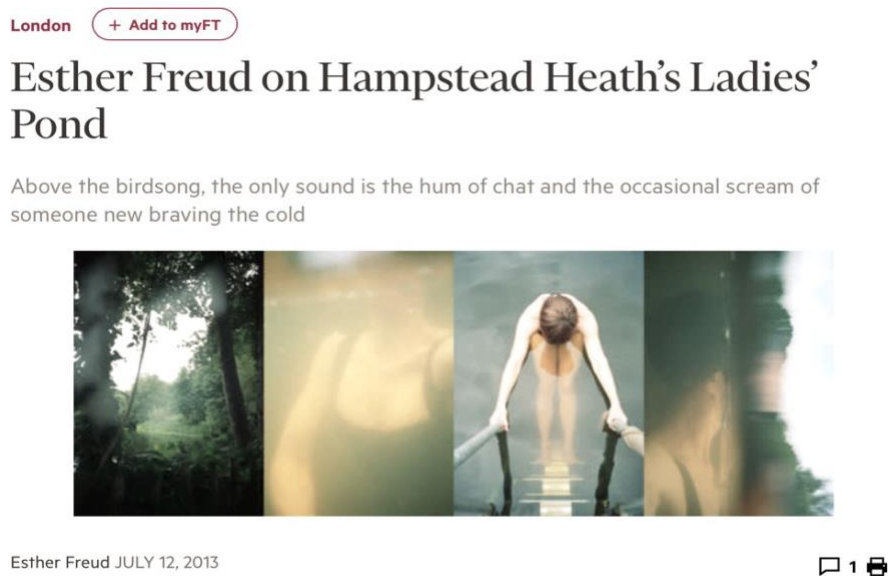 London + Add to myFT
Esther Freud on Hampstead Heath’s Ladies’
Pond
Above the birdsong, the only sound is the hum of chat and the occasional scream of
someone new braving the cold
Esther Freud JULY 12, 2013 1